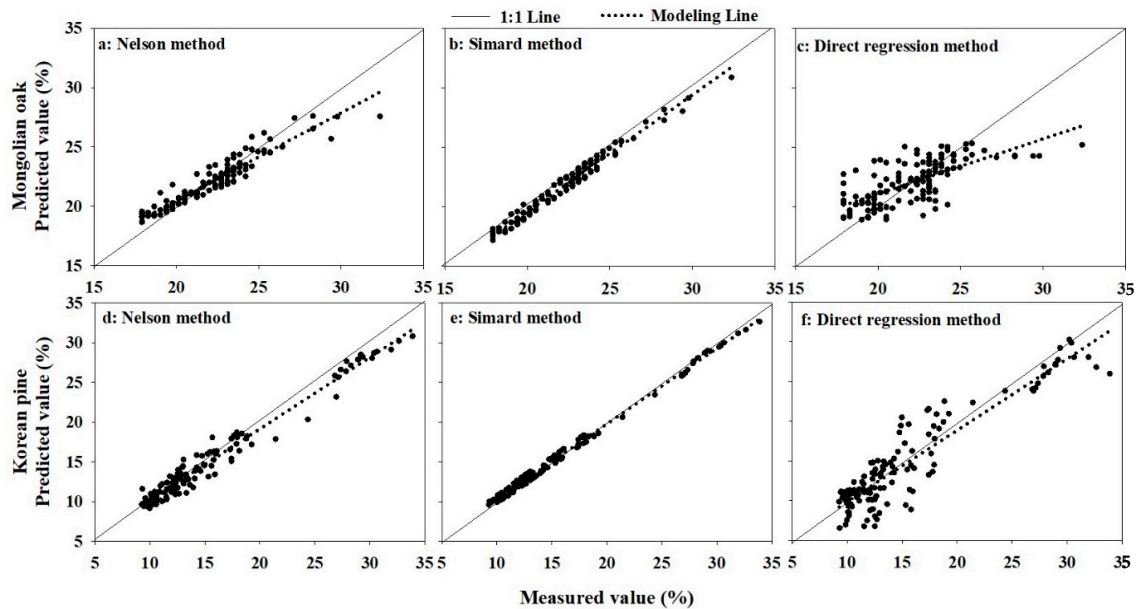 1:1 Line Modeling Line
a: Nelson method
b: Simard method
c: Direct regression method
Mongolian oak
Predicted value (%)
35
30
25
20
15
15 20 25 30 35
15 20 25 30 35
15 20 25 30 35
d: Nelson method
e: Simard method
f: Direct regression method
Korean pine
Predicted value (%)
35
30
25
20
15
10
5
5 10 15 20 25 30 35
5 10 15 20 25 30 35
5 10 15 20 25 30 35
Measured value (%)